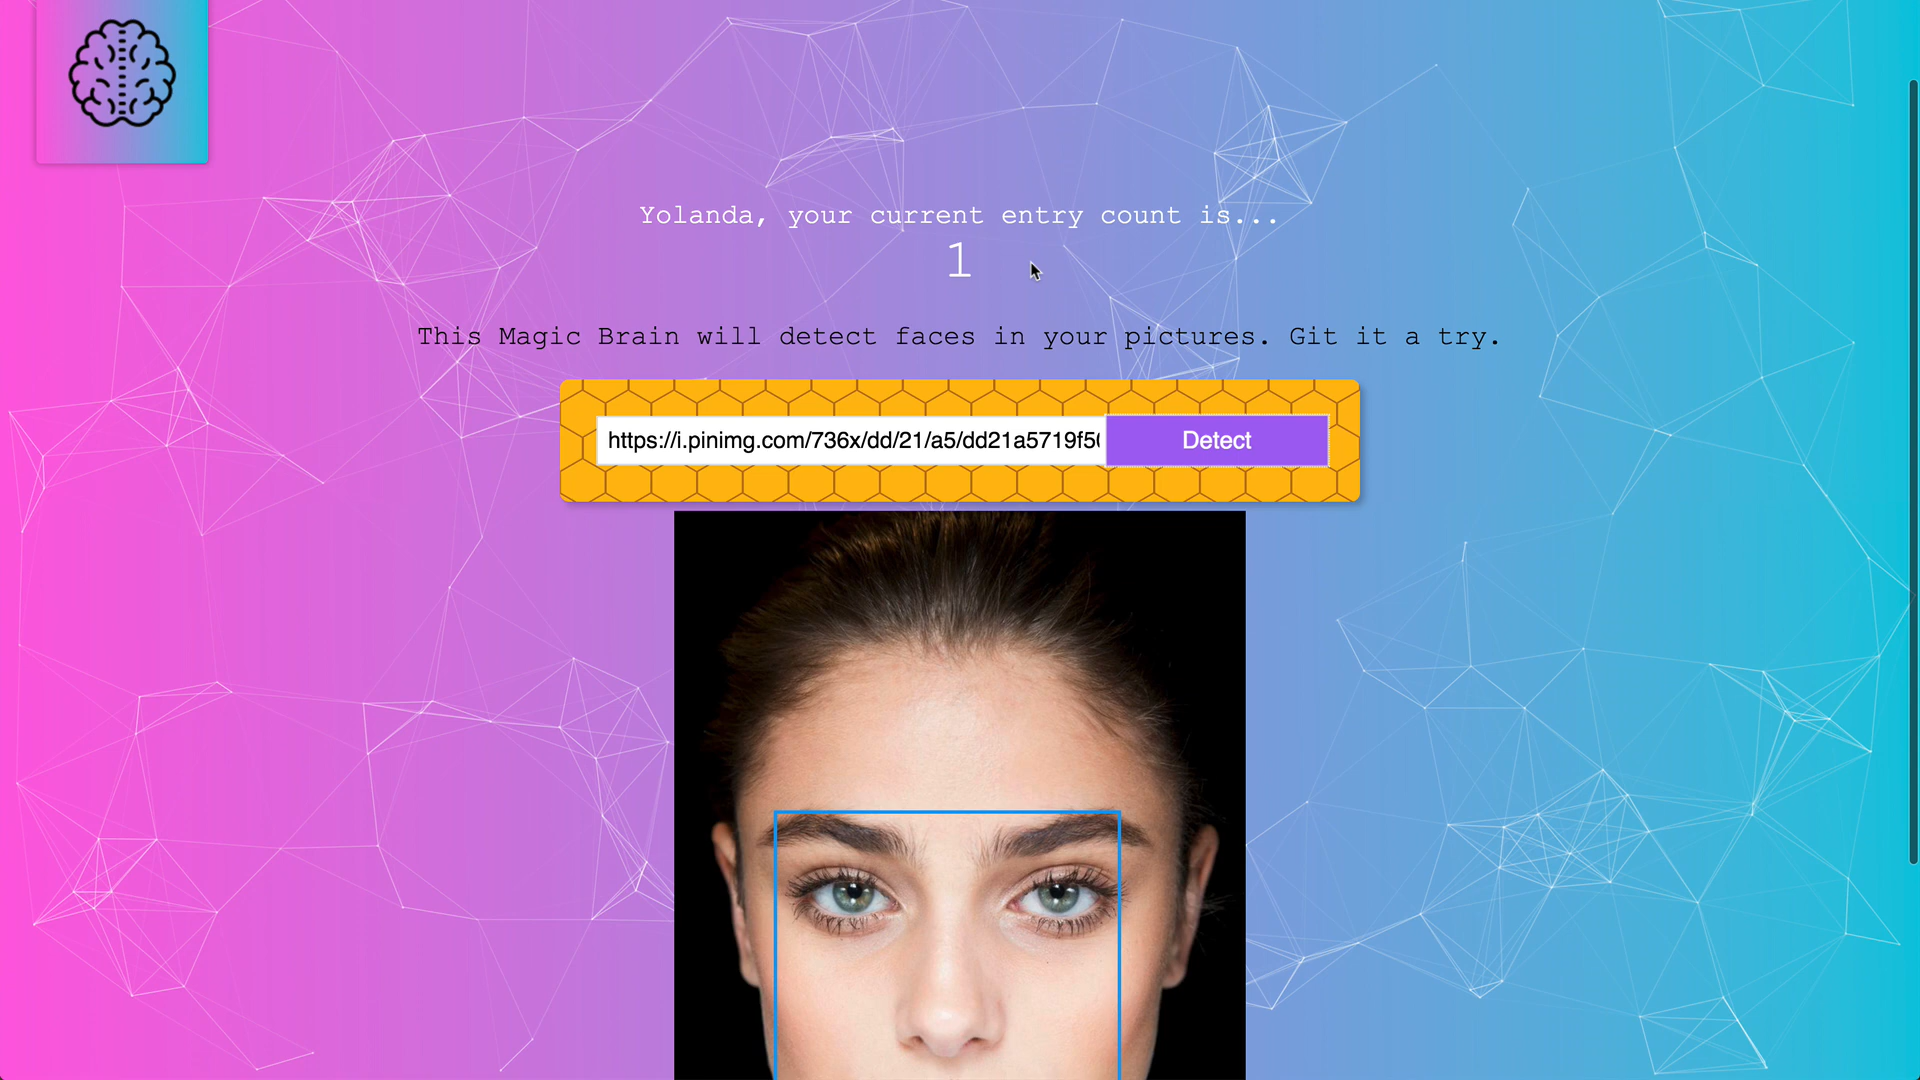 Yolanda, your current entry count is...
1
This Magic Brain will detect faces in your pictures. Git it a try.
https://i.pinimg.com/736x/dd/21/a5/dd21a5719f50 Detect